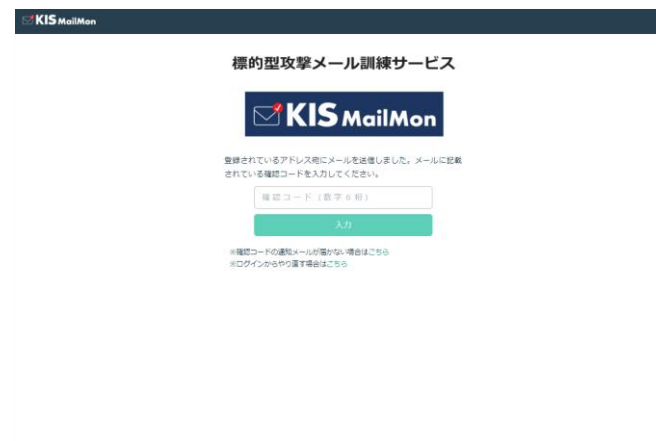 KIS MailMon
標的型攻撃メール訓練サービス
KIS MailMon
登録されているアドレス宛にメールを送信しました。メールに記載
されている確認コードを入力してください。
確認コード（数字６桁）
入力
※確認コードの通知メールが届かない場合はこちら
※ログインからやり直す場合はこちら